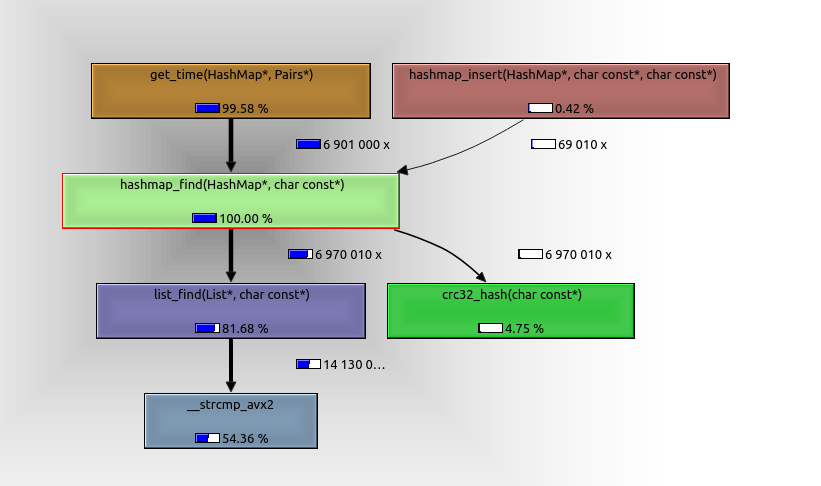 get_time(HashMap*, Pairs*)
99.58 %
hashmap_insert(HashMap*, char const*, char const*)
0.42 %
6 901 000 x
69 010 x
hashmap_find(HashMap*, char const*)
100.00 %
6 970 010 x
6 970 010 x
list_find(List*, char const*)
81.68 %
crc32_hash(char const*)
4.75 %
14 130 0…
__strcmp_avx2
54.36 %